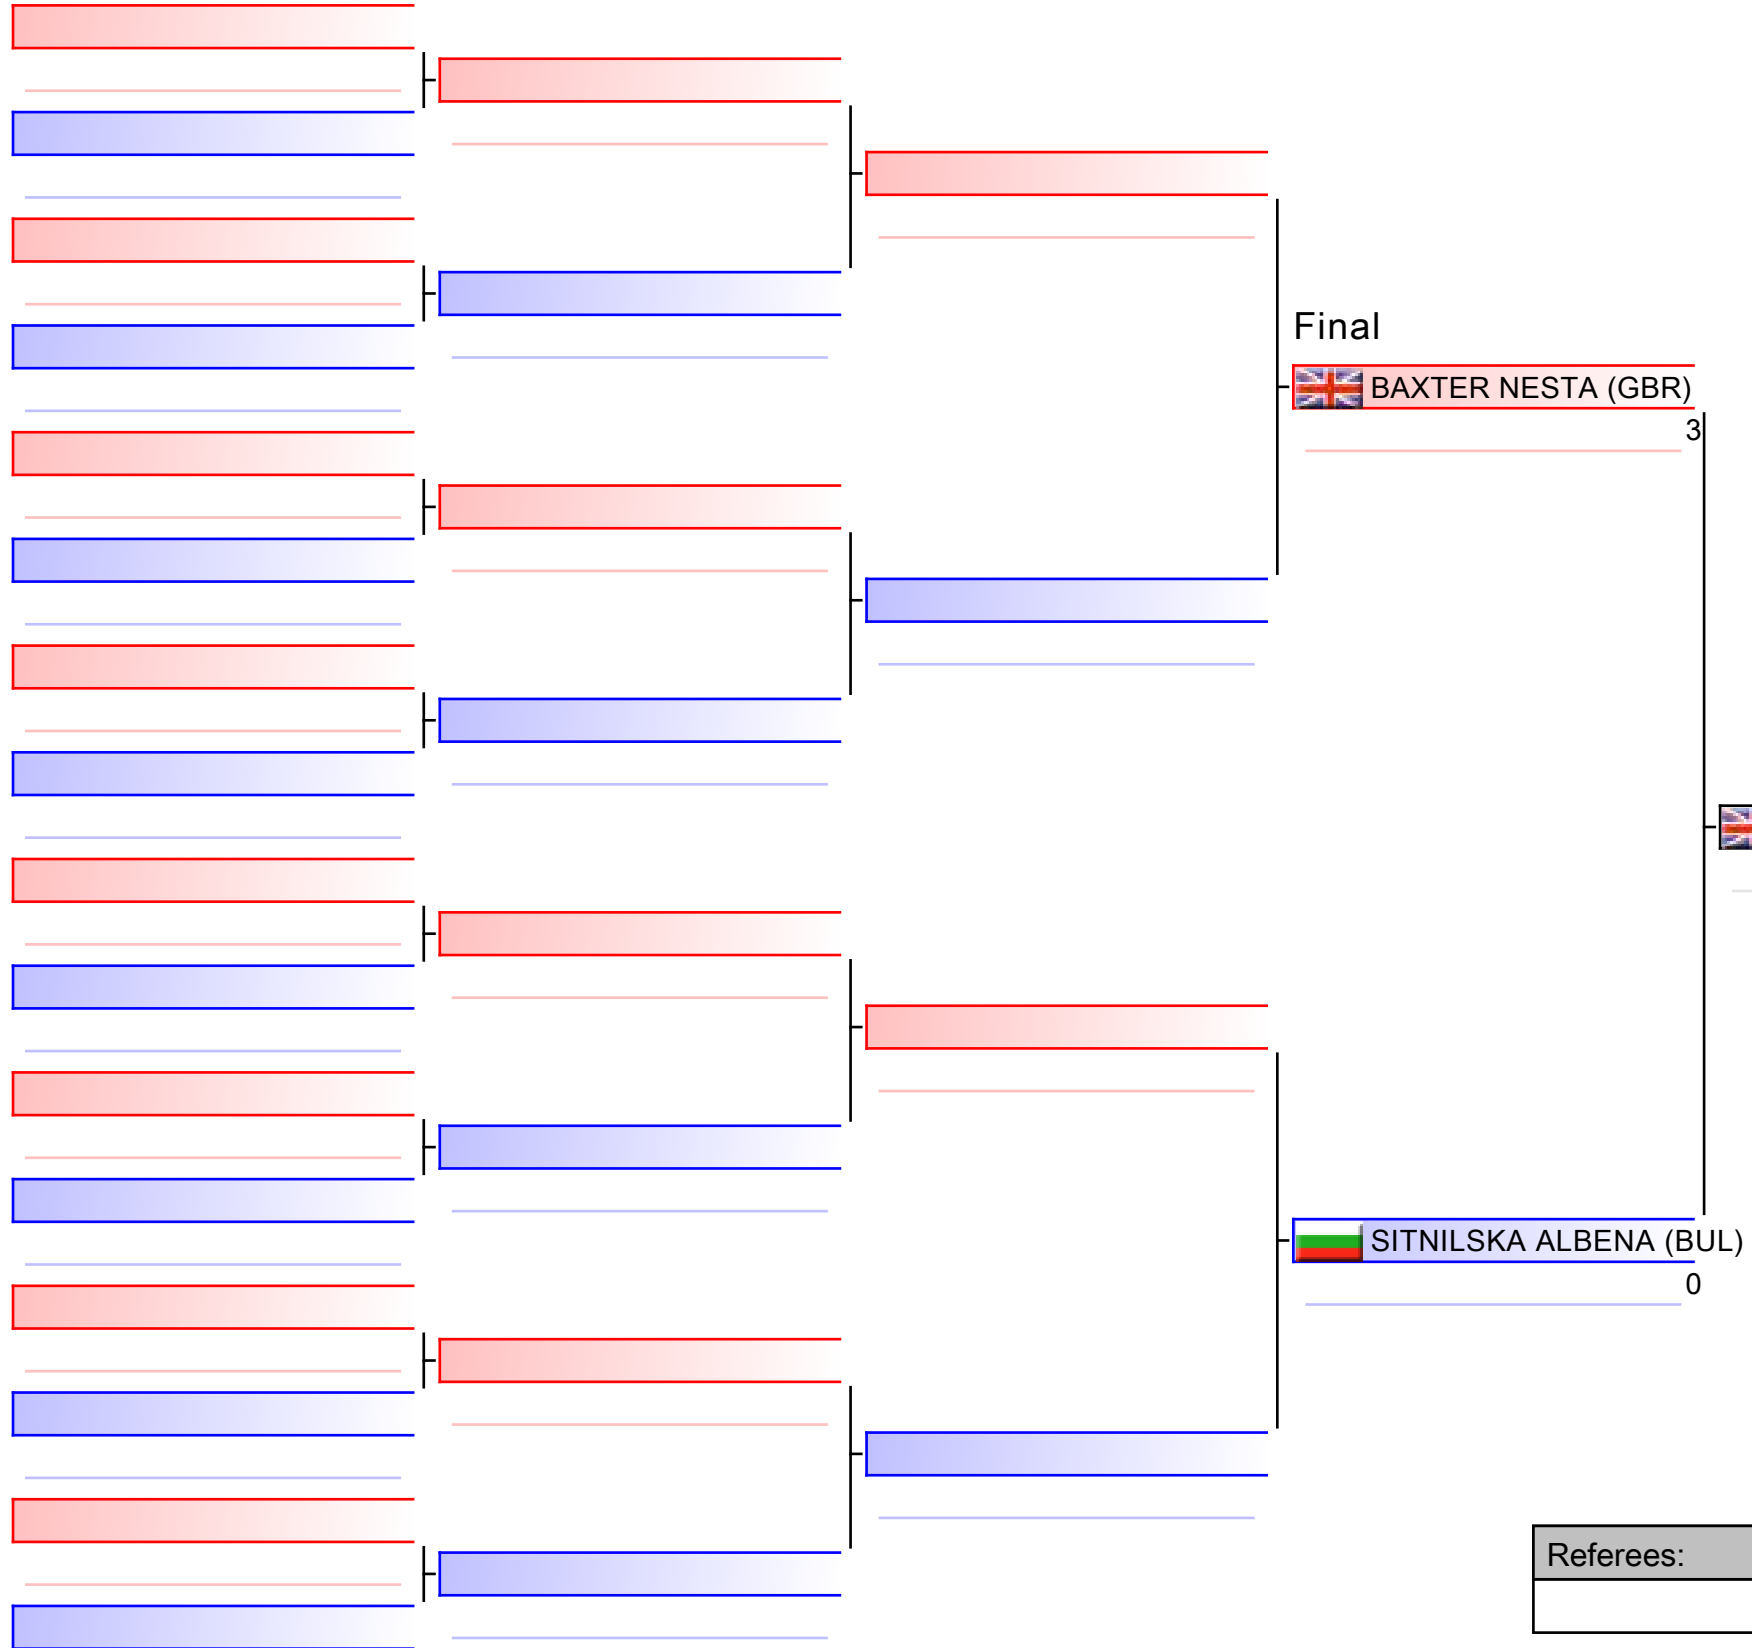 Final
BAXTER NESTA (GBR)
3
SITNILSKA ALBENA (BUL)
0
Referees: